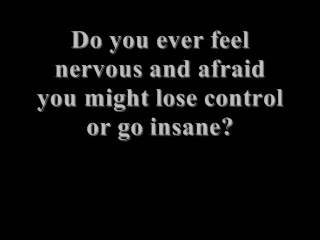 Do you ever feel
nervous and afraid
you might lose control
or go insane?